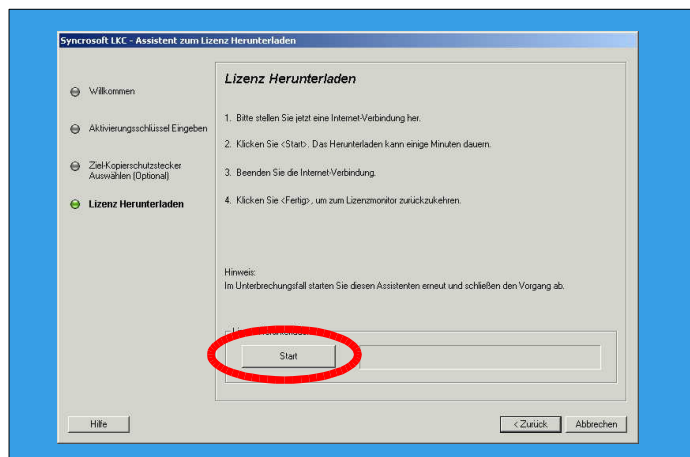 Syncrosoft LKC - Assistent zum Lizenz Herunterladen
Willkommen
Aktivierungsschlüssel Eingeben
Ziel-Kopierschutzstecker
Auswählen (Optional)
Lizenz Herunterladen
Lizenz Herunterladen
1. Bitte stellen Sie jetzt eine Internet-Verbindung her.
2. Klicken Sie <Start>. Das Herunterladen kann einige Minuten dauern.
3. Beenden Sie die Internet-Verbindung.
4. Klicken Sie <Fertig>, um zum Lizenzmonitor zurückzukehren.
Hinweis:
Im Unterbrechungsfall starten Sie diesen Assistenten erneut und schließen den Vorgang ab.
Start
Hilfe
< Zurück
Abbrechen